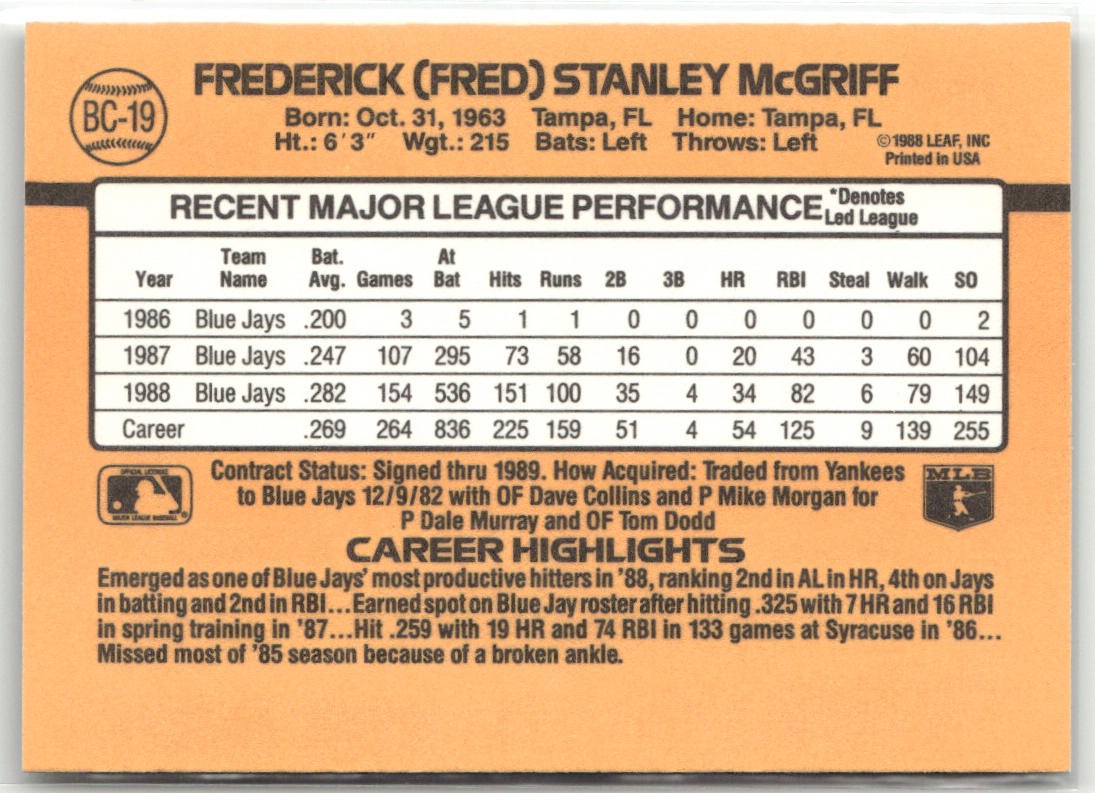 BC-19
FREDERICK (FRED) STANLEY McGRIFF
Born: Oct. 31, 1963 Tampa, FL Home: Tampa, FL
Ht.: 6'3" Wgt.: 215 Bats: Left Throws: Left
©1988 LEAF, INC
Printed in USA
RECENT MAJOR LEAGUE PERFORMANCE
*Denotes
Led League
Year Team Name Bat. Avg. Games At Bat Hits Runs 2B 3B HR RBI Steal Walk SO
1986 Blue Jays .200 3 5 1 1 0 0 0 0 0 0 2
1987 Blue Jays .247 107 295 73 58 16 0 20 43 3 60 104
1988 Blue Jays .282 154 536 151 100 35 4 34 82 6 79 149
Career .269 264 836 225 159 51 4 54 125 9 139 255
OFFICIAL LICENSEE
MAJOR LEAGUE BASEBALL®
Contract Status: Signed thru 1989. How Acquired: Traded from Yankees
to Blue Jays 12/9/82 with OF Dave Collins and P Mike Morgan for
P Dale Murray and OF Tom Dodd
MLB
CAREER HIGHLIGHTS
Emerged as one of Blue Jays' most productive hitters in '88, ranking 2nd in AL in HR, 4th on Jays
in batting and 2nd in RBI...Earned spot on Blue Jay roster after hitting .325 with 7 HR and 16 RBI
in spring training in '87...Hit .259 with 19 HR and 74 RBI in 133 games at Syracuse in '86...
Missed most of '85 season because of a broken ankle.